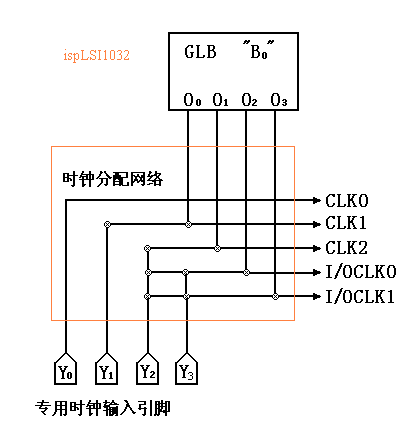 GLB "B₀"
ispLSI1032
O₀ O₁ O₂ O₃
时钟分配网络
CLK0
CLK1
CLK2
I/OCLK0
I/OCLK1
Y₀ Y₁ Y₂ Y₃
专用时钟输入引脚